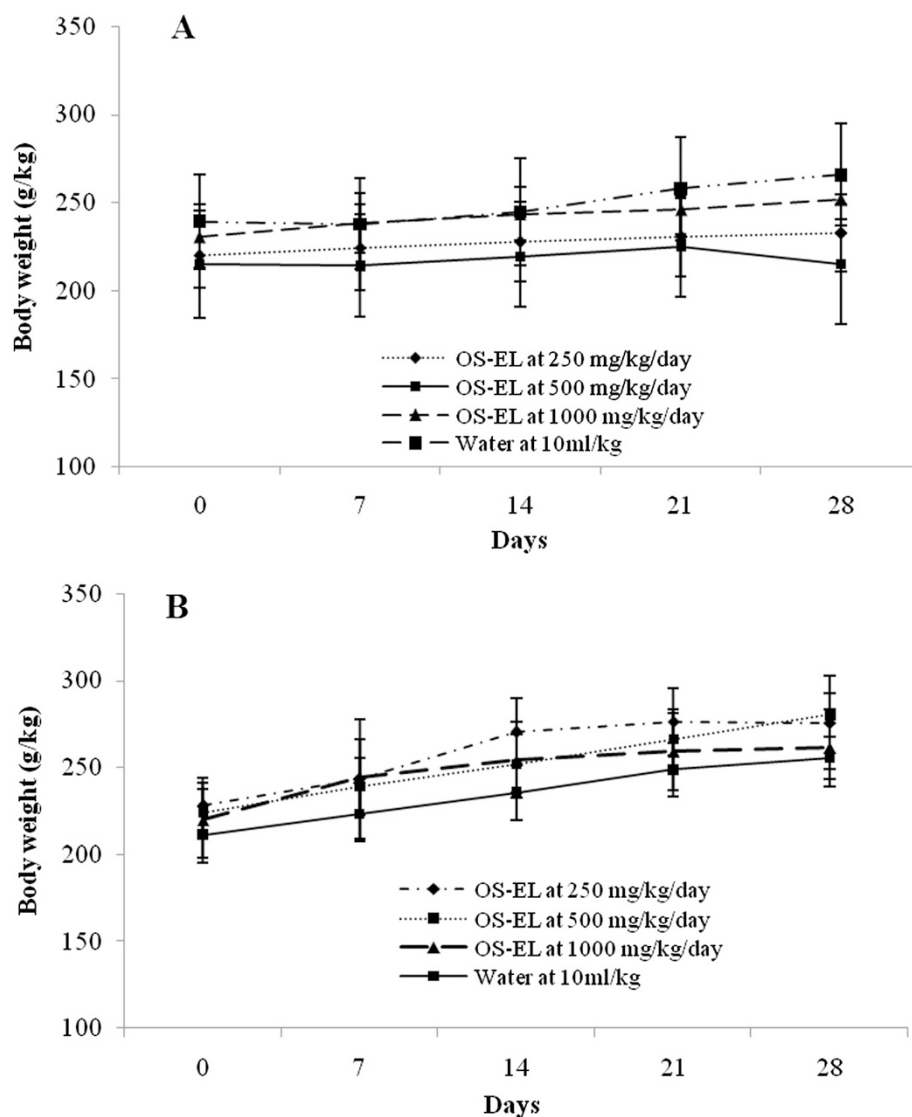 A
350
300
250
200
150
100
Body weight (g/kg)
OS-EL at 250 mg/kg/day
OS-EL at 500 mg/kg/day
OS-EL at 1000 mg/kg/day
Water at 10ml/kg
0 7 14 21 28
Days
B
350
300
250
200
150
100
Body weight (g/kg)
OS-EL at 250 mg/kg/day
OS-EL at 500 mg/kg/day
OS-EL at 1000 mg/kg/day
Water at 10ml/kg
0 7 14 21 28
Days